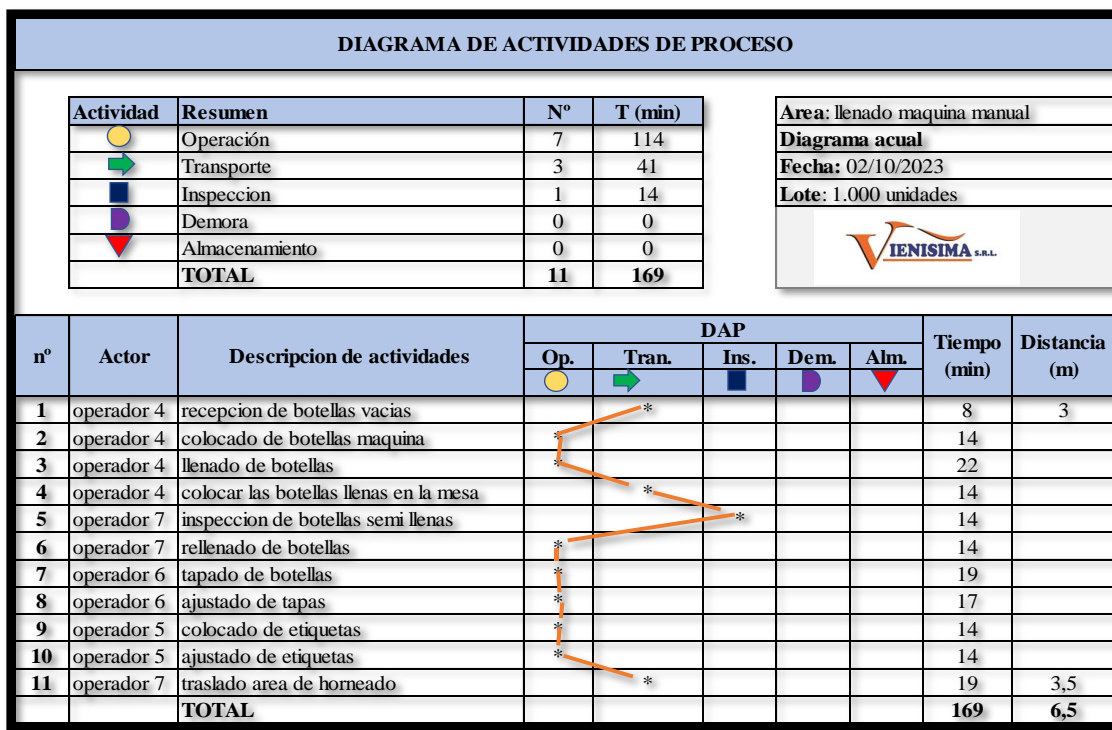 DIAGRAMA DE ACTIVIDADES DE PROCESO
Actividad Resumen Nº T (min)
Operación 7 114
Transporte 3 41
Inspeccion 1 14
Demora 0 0
Almacenamiento 0 0
TOTAL 11 169
Area: llenado maquina manual
Diagrama acual
Fecha: 02/10/2023
Lote: 1.000 unidades
VIENISIMA S.R.L.
nº Actor Descripcion de actividades DAP Tiempo (min) Distancia (m)
Op. Tran. Ins. Dem. Alm.
1 operador 4 recepcion de botellas vacias * 8 3
2 operador 4 colocado de botellas maquina * 14
3 operador 4 llenado de botellas * 22
4 operador 4 colocar las botellas llenas en la mesa * 14
5 operador 7 inspeccion de botellas semi llenas * 14
6 operador 7 rellenado de botellas * 14
7 operador 6 tapado de botellas * 19
8 operador 6 ajustado de tapas * 17
9 operador 5 colocado de etiquetas * 14
10 operador 5 ajustado de etiquetas * 14
11 operador 7 traslado area de horneado * 19 3,5
TOTAL 169 6,5